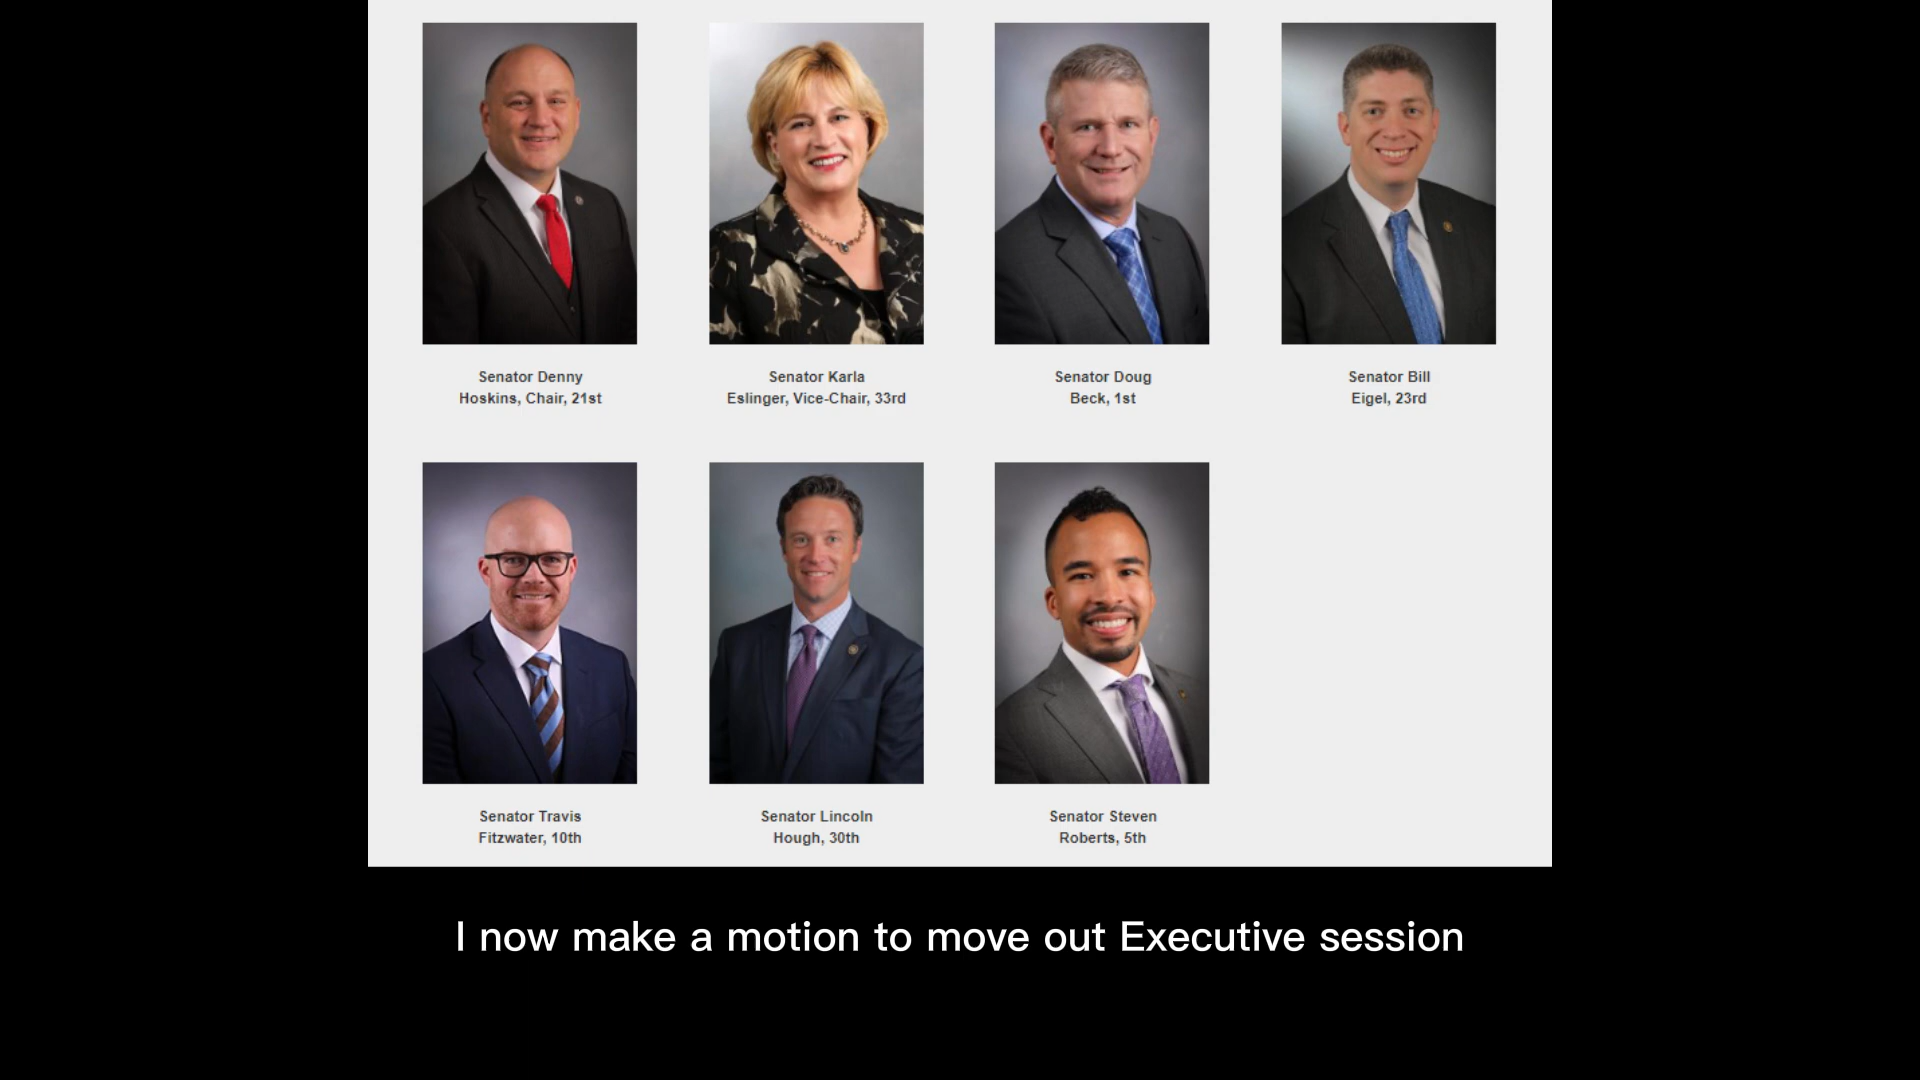 Senator Denny
Hoskins, Chair, 21st
Senator Karla
Eslinger, Vice-Chair, 33rd
Senator Doug
Beck, 1st
Senator Bill
Eigel, 23rd
Senator Travis
Fitzwater, 10th
Senator Lincoln
Hough, 30th
Senator Steven
Roberts, 5th
I now make a motion to move out Executive session